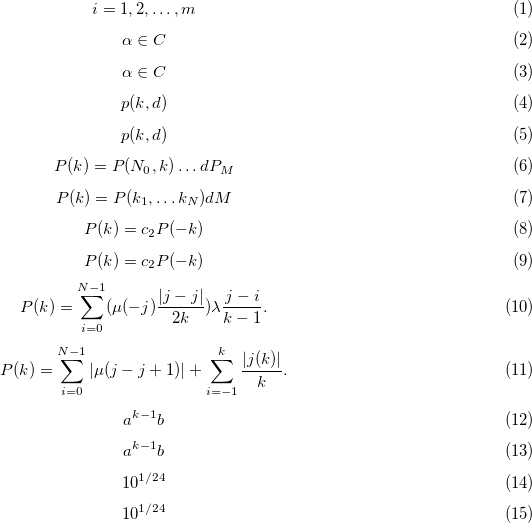 i = 1, 2, . . . , m (1)
α ∈ C (2)
α ∈ C (3)
p(k, d) (4)
p(k, d) (5)
P(k) = P(N_0, k) . . . dP_M (6)
P(k) = P(k_1, . . . k_N)dM (7)
P(k) = c_2P(−k) (8)
P(k) = c_2P(−k) (9)
P(k) = \sum_{i=0}^{N−1} (μ(−j) \frac{|j − j|}{2k})λ \frac{j − i}{k − 1}. (10)
P(k) = \sum_{i=0}^{N−1} |μ(j − j + 1)| + \sum_{i=−1}^{k} \frac{|j(k)|}{k}. (11)
a^{k−1}b (12)
a^{k−1}b (13)
10^{1/24} (14)
10^{1/24} (15)